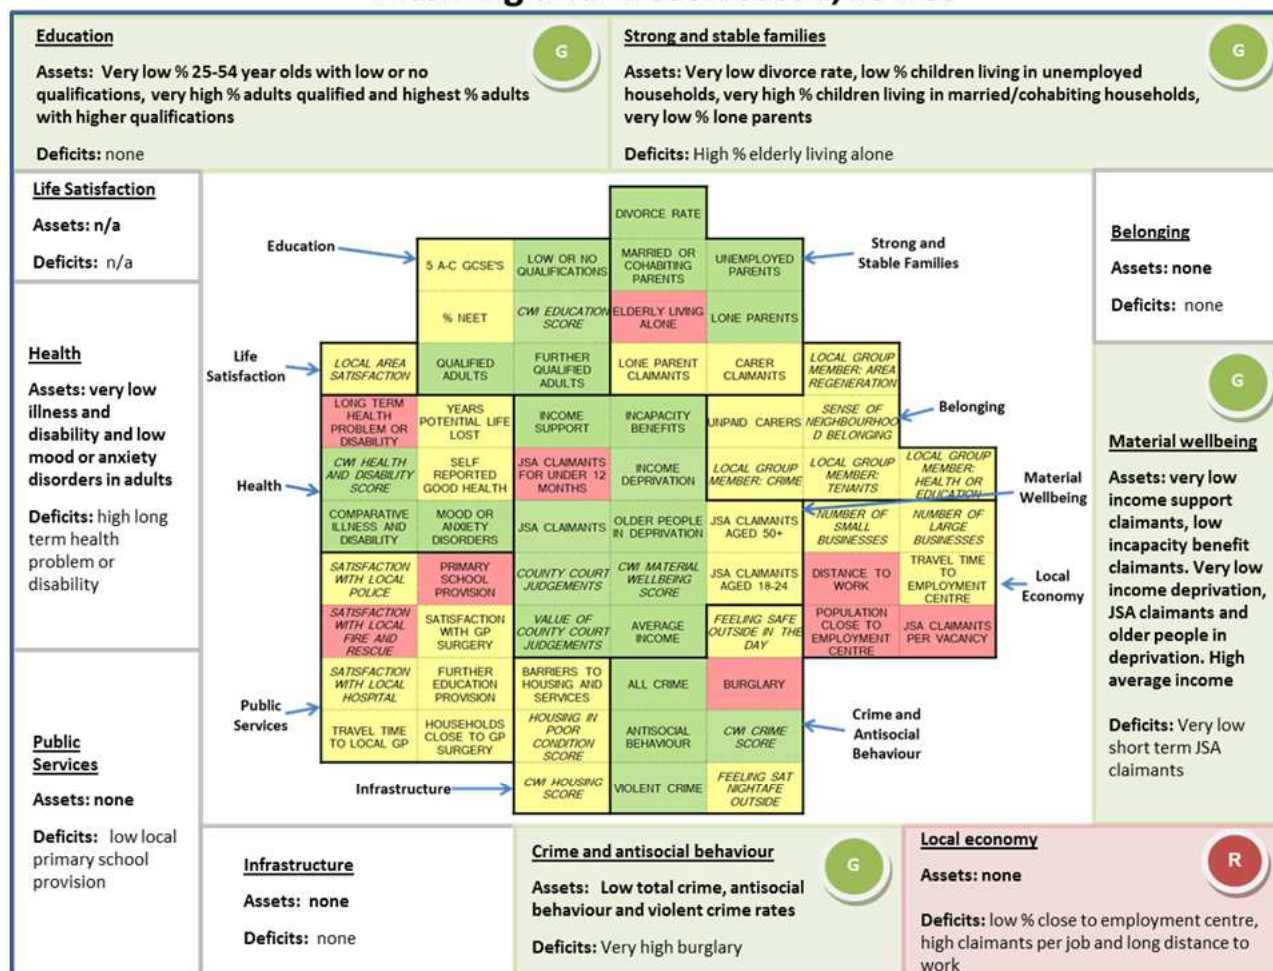 Education
G
Assets: Very low % 25-54 year olds with low or no
qualifications, very high % adults qualified and highest % adults
with higher qualifications
Deficits: none
Strong and stable families
G
Assets: Very low divorce rate, low % children living in unemployed
households, very high % children living in married/cohabiting households,
very low % lone parents
Deficits: High % elderly living alone
Life Satisfaction
Assets: n/a
Deficits: n/a
Health
Assets: very low
illness and
disability and low
mood or anxiety
disorders in adults
Deficits: high long
term health
problem or
disability
Public
Services
Assets: none
Deficits: low local
primary school
provision
Education
Strong and
Stable Families
Life
Satisfaction
Belonging
Health
Material
Wellbeing
Local
Economy
Public
Services
Crime and
Antisocial
Behaviour
Infrastructure
DIVORCE RATE
5 A-C GCSE'S
LOW OR NO
QUALIFICATIONS
MARRIED OR
COHABITING
PARENTS
UNEMPLOYED
PARENTS
% NEET
CWI EDUCATION
SCORE
ELDERLY LIVING
ALONE
LONE PARENTS
LOCAL AREA
SATISFACTION
QUALIFIED
ADULTS
FURTHER
QUALIFIED
ADULTS
LONE PARENT
CLAIMANTS
CARER
CLAIMANTS
LOCAL GROUP
MEMBER: AREA
REGENERATION
LONG TERM
HEALTH
PROBLEM OR
DISABILITY
YEARS
POTENTIAL LIFE
LOST
INCOME
SUPPORT
INCAPACITY
BENEFITS
UNPAID CARERS
SENSE OF
NEIGHBOURHOO
D BELONGING
CWI HEALTH
AND DISABILITY
SCORE
SELF
REPORTED
GOOD HEALTH
JSA CLAIMANTS
FOR UNDER 12
MONTHS
INCOME
DEPRIVATION
LOCAL GROUP
MEMBER: CRIME
LOCAL GROUP
MEMBER:
TENANTS
LOCAL GROUP
MEMBER:
HEALTH OR
EDUCATION
COMPARATIVE
ILLNESS AND
DISABILITY
MOOD OR
ANXIETY
DISORDERS
JSA CLAIMANTS
OLDER PEOPLE
IN DEPRIVATION
JSA CLAIMANTS
AGED 50+
NUMBER OF
SMALL
BUSINESSES
NUMBER OF
LARGE
BUSINESSES
SATISFACTION
WITH LOCAL
POLICE
PRIMARY
SCHOOL
PROVISION
COUNTY COURT
JUDGEMENTS
CWI MATERIAL
WELLBEING
SCORE
JSA CLAIMANTS
AGED 18-24
DISTANCE TO
WORK
TRAVEL TIME
TO
EMPLOYMENT
CENTRE
SATISFACTION
WITH LOCAL
FIRE AND
RESCUE
SATISFACTION
WITH GP
SURGERY
VALUE OF
COUNTY COURT
JUDGEMENTS
AVERAGE
INCOME
FEELING SAFE
OUTSIDE IN THE
DAY
POPULATION
CLOSE TO
EMPLOYMENT
CENTRE
JSA CLAIMANTS
PER VACANCY
SATISFACTION
WITH LOCAL
HOSPITAL
FURTHER
EDUCATION
PROVISION
BARRIERS TO
HOUSING AND
SERVICES
ALL CRIME
BURGLARY
TRAVEL TIME
TO LOCAL GP
HOUSEHOLDS
CLOSE TO GP
SURGERY
HOUSING IN
POOR
CONDITION
SCORE
ANTISOCIAL
BEHAVIOUR
CWI CRIME
SCORE
CWI HOUSING
SCORE
VIOLENT CRIME
FEELING SAT
NIGHTAFE
OUTSIDE
Belonging
Assets: none
Deficits: none
G
Material wellbeing
Assets: very low
income support
claimants, low
incapacity benefit
claimants. Very low
income deprivation,
JSA claimants and
older people in
deprivation. High
average income
Deficits: Very low
short term JSA
claimants
Infrastructure
Assets: none
Deficits: none
Crime and antisocial behaviour
G
Assets: Low total crime, antisocial
behaviour and violent crime rates
Deficits: Very high burglary
Local economy
R
Assets: none
Deficits: low % close to employment centre,
high claimants per job and long distance to
work